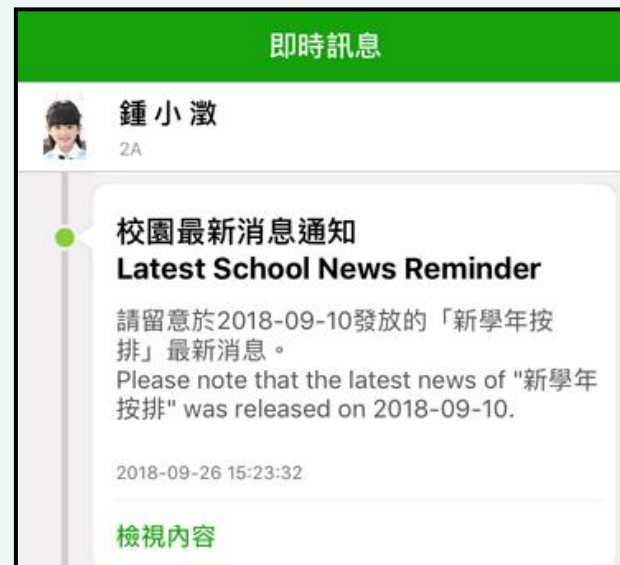 即時訊息
鍾小澂
2A
校園最新消息通知
Latest School News Reminder
請留意於2018-09-10發放的「新學年按
排」最新消息。
Please note that the latest news of "新學年
按排" was released on 2018-09-10.
2018-09-26 15:23:32
檢視內容